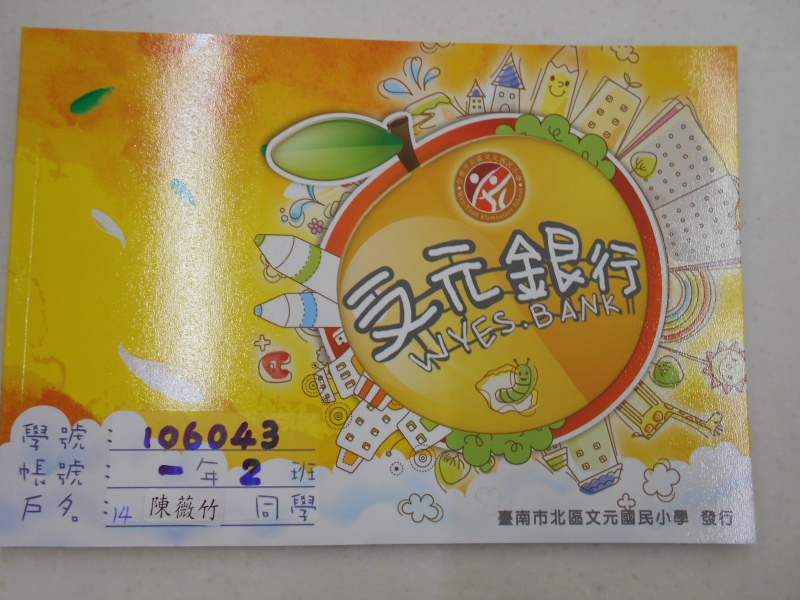 文元銀行
WYES.BANK
學號：106043
帳號：一年2班
戶名：14 陳薇竹 同學
臺南市北區文元國民小學 發行